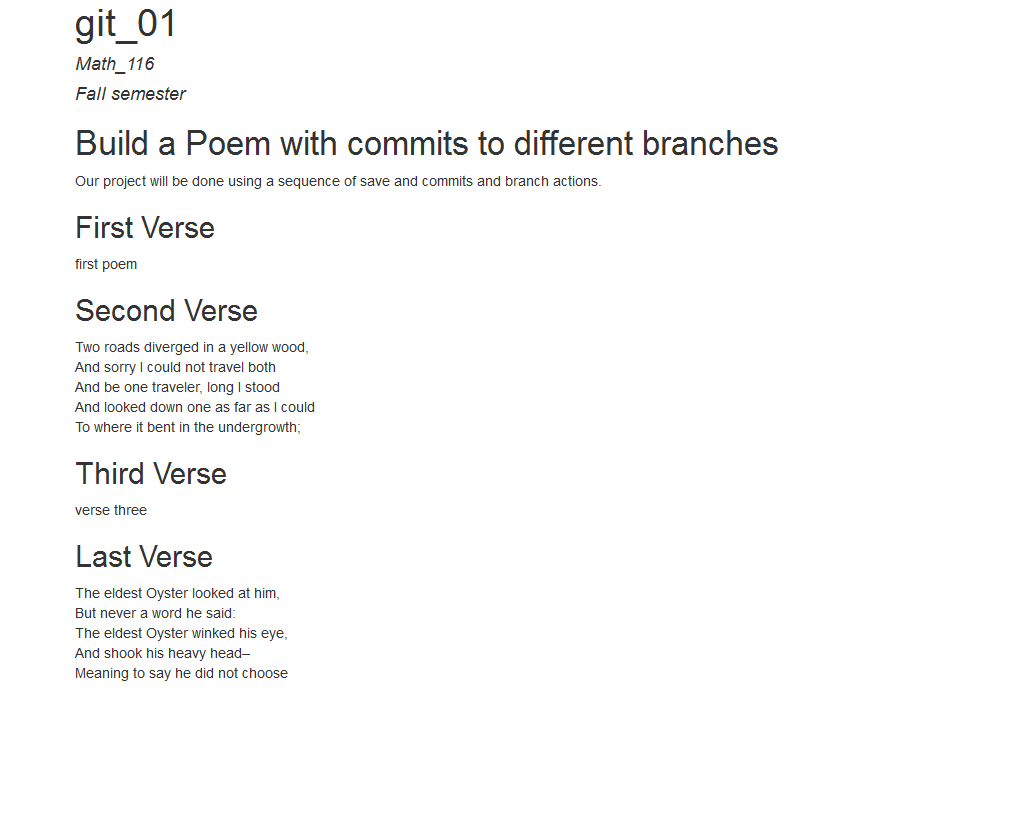 git_01
Math_116
Fall semester
Build a Poem with commits to different branches
Our project will be done using a sequence of save and commits and branch actions.
First Verse
first poem
Second Verse
Two roads diverged in a yellow wood,
And sorry I could not travel both
And be one traveler, long I stood
And looked down one as far as I could
To where it bent in the undergrowth;
Third Verse
verse three
Last Verse
The eldest Oyster looked at him,
But never a word he said:
The eldest Oyster winked his eye,
And shook his heavy head–
Meaning to say he did not choose